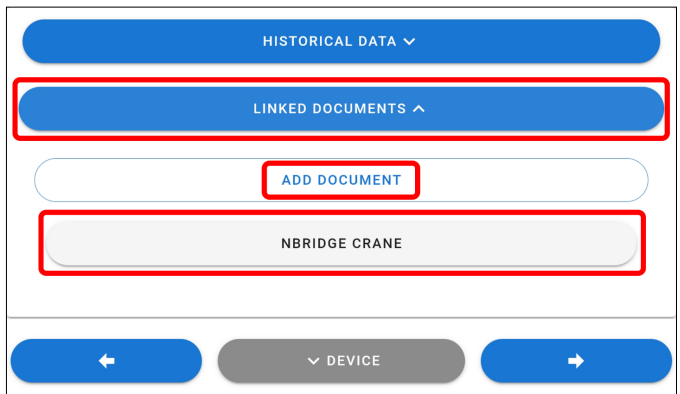 HISTORICAL DATA
LINKED DOCUMENTS
ADD DOCUMENT
NBRIDGE CRANE
DEVICE